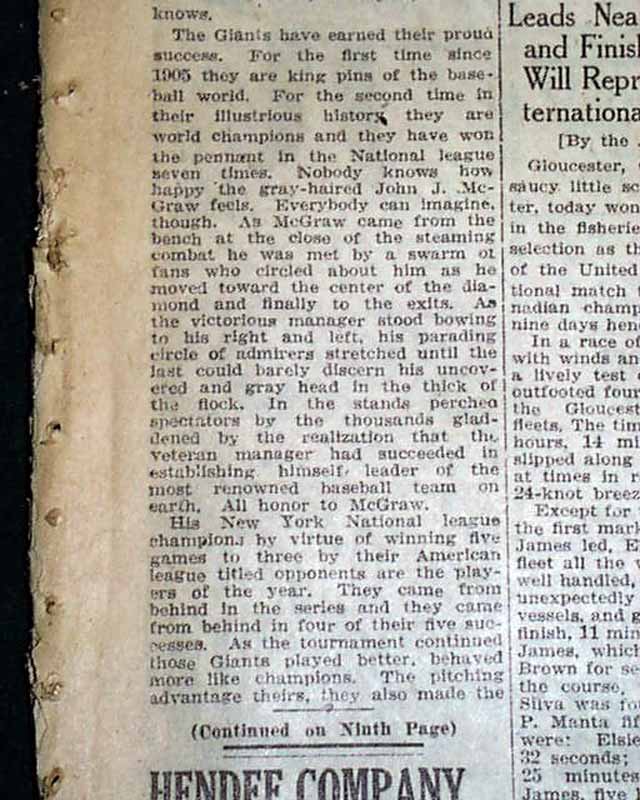 knows.
The Giants have earned their proud
success. For the first time since
1905 they are king pins of the base-
ball world. For the second time in
their illustrious history they are
world champions and they have won
the pennant in the National league
seven times. Nobody knows how
happy the gray-haired John J. Mc-
Graw feels. Everybody can imagine,
though. As McGraw came from the
bench at the close of the steaming
combat he was met by a swarm of
fans who circled about him as he
moved toward the center of the dia-
mond and finally to the exits. As
the victorious manager stood bowing
to his right and left, his parading
circle of admirers stretched until the
last could barely discern his uncov-
ered and gray head in the thick of
the flock. In the stands perched
spectators by the thousands glad-
dened by the realization that the
veteran manager had succeeded in
establishing himself leader of the
most renowned baseball team on
earth. All honor to McGraw.
His New York National league
champions by virtue of winning five
games to three by their American
league titled opponents are the play-
ers of the year. They came from
behind in the series and they came
from behind in four of their five suc-
cesses. As the tournament continued
those Giants played better, behaved
more like champions. The pitching
advantage theirs, they also made the
(Continued on Ninth Page)
HENDEE COMPANY
Leads Nea
and Finish
Will Repr
ternationa
[By the
Gloucester,
saucy little sc
ter, today won
in the fisherie
selection as th
of the United
tional match
nadian champ
nine days henc
In a race of
with winds an
a lively test
outfooted four
the Gloucest
fleets. The tim
hours, 14 mi
slipped along
at times in r
24-knot breez
Except for
the first mark
James led, E
fleet all the
well handled,
unexpectedly
vessels, and g
finish, 11 min
James, which
Brown for se
the course,
Silva was fou
P. Manta fif
were: Elsie
32 seconds;
25 minutes
James, five